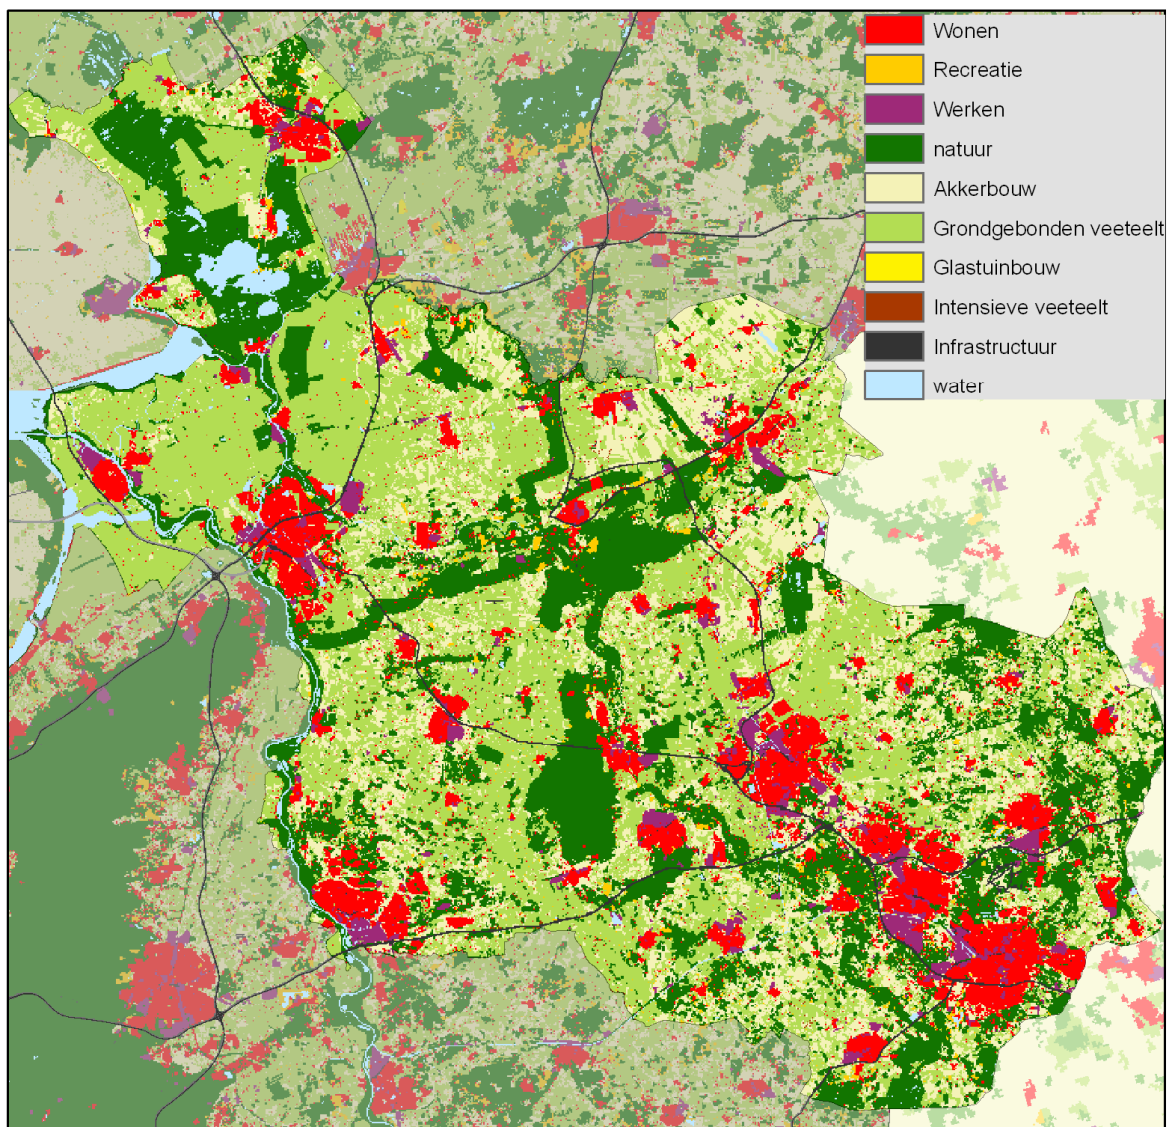 Wonen
Recreatie
Werken
natuur
Akkerbouw
Grondgebonden veeteelt
Glastuinbouw
Intensieve veeteelt
Infrastructuur
water